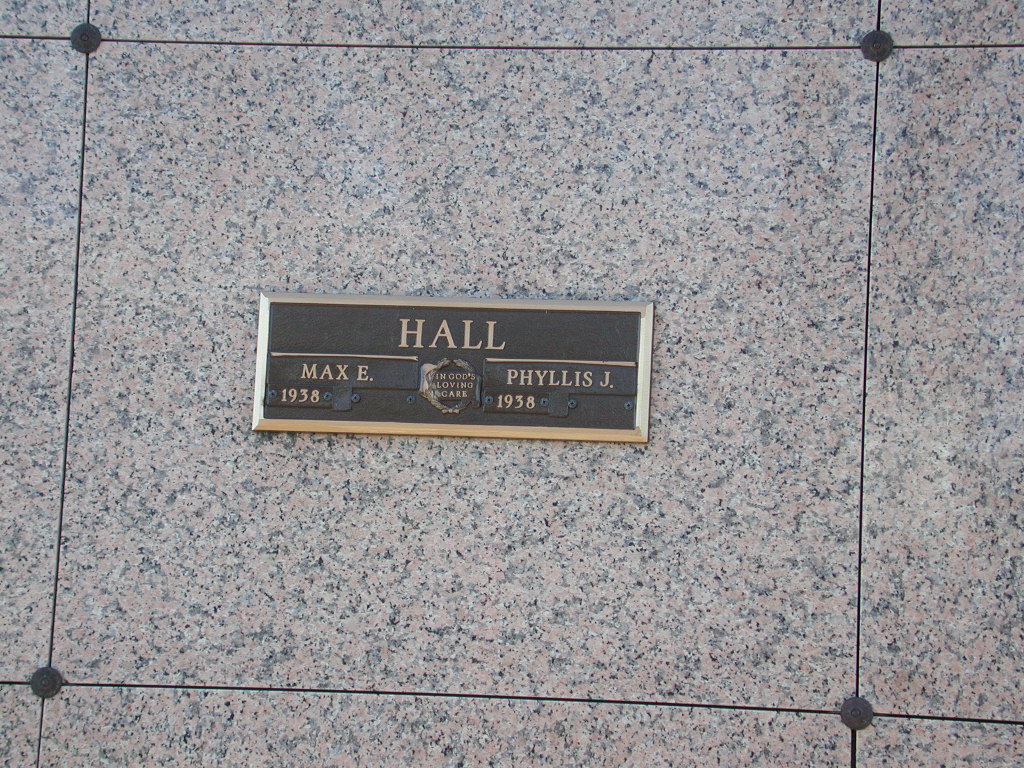 HALL
MAX E.
1938
IN GOD'S
LOVING
CARE
PHYLLIS J.
1938